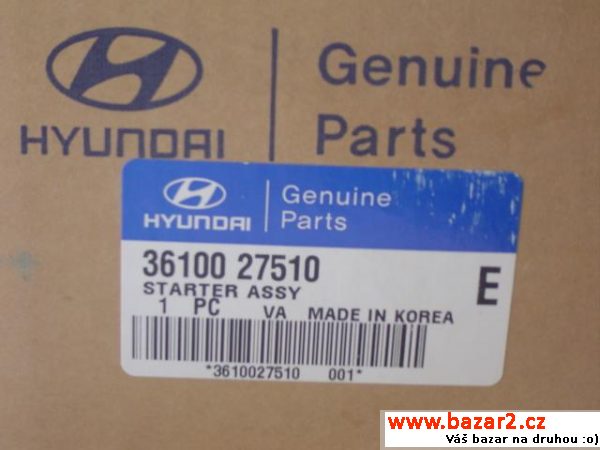 Genuine
HYUNDAI Parts
Genuine
HYUNDAI Parts
36100 27510
STARTER ASSY
E
1 PC VA MADE IN KOREA
*3610027510 001*
www.bazar2.cz
Váš bazar na druhou :o)